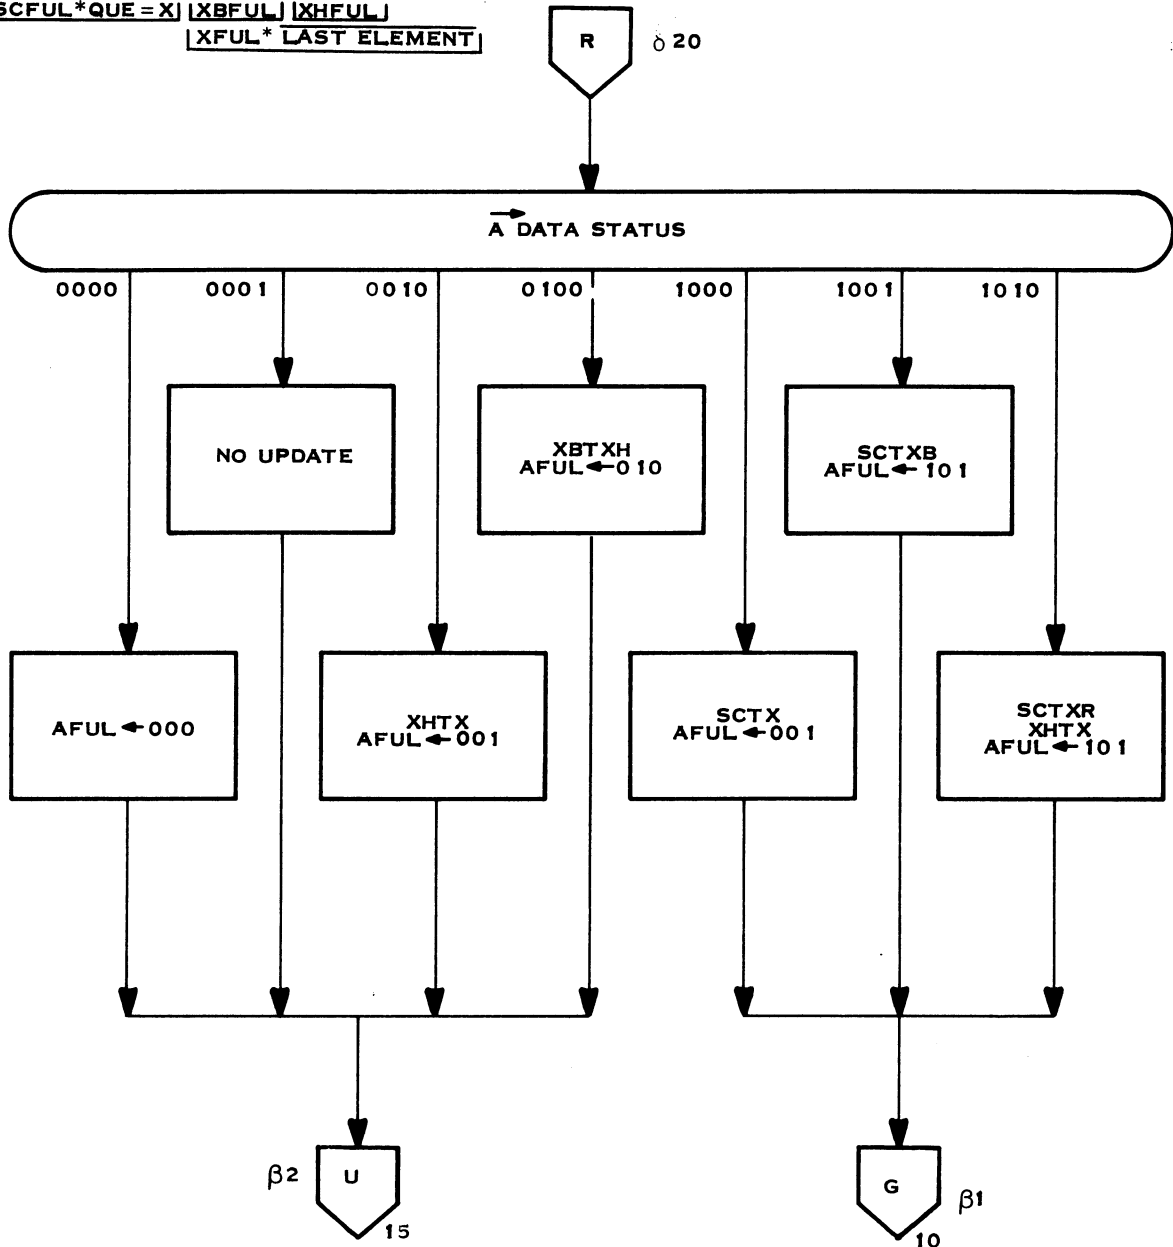 SCFUL*QUE=X XBFUL XHFUL
XFUL* LAST ELEMENT
R δ 20
A DATA STATUS
0000 0001 0010 0100 1000 1001 1010
NO UPDATE
XBTXH
AFUL←010
SCTXB
AFUL←101
AFUL←000
XHTX
AFUL←001
SCTX
AFUL←001
SCTXR
XHTX
AFUL←101
β2 U 15
G β1 10